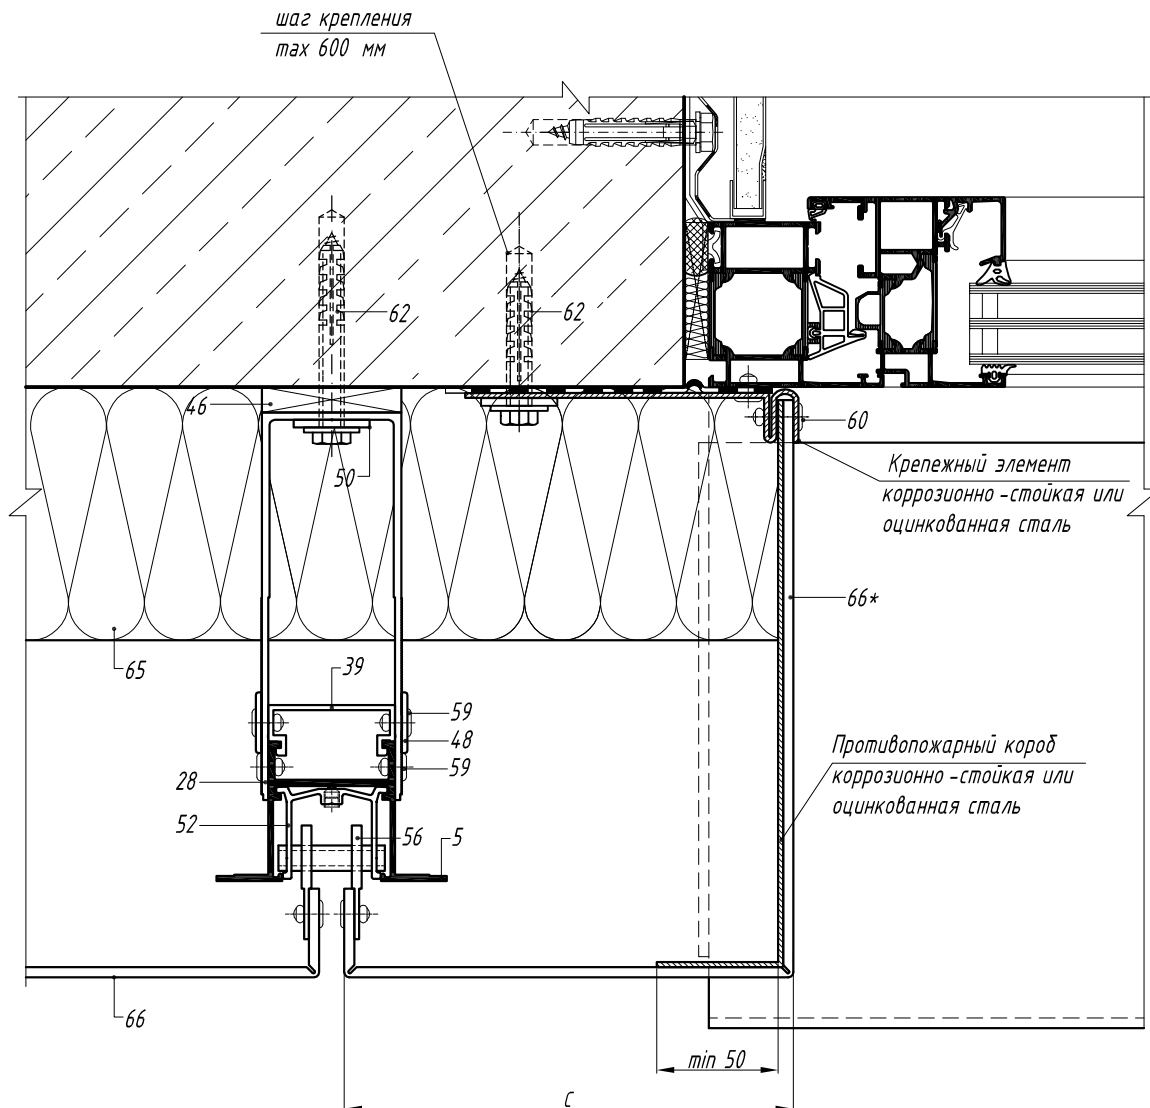 шаг крепления
max 600 мм
62
62
46
60
50
Крепежный элемент
коррозионно -стойкая или
оцинкованная сталь
66*
65
39
59
48
59
28
Противопожарный короб
коррозионно -стойкая или
оцинкованная сталь
52
56
5
66
min 50
С